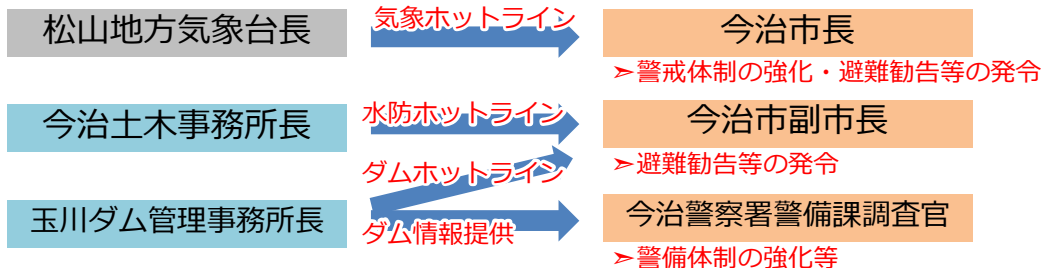 松山地方気象台長
気象ホットライン
今治市長
➣警戒体制の強化・避難勧告等の発令
今治土木事務所長
水防ホットライン
今治市副市長
➣避難勧告等の発令
ダムホットライン
玉川ダム管理事務所長
ダム情報提供
今治警察署警備課調査官
➣警備体制の強化等